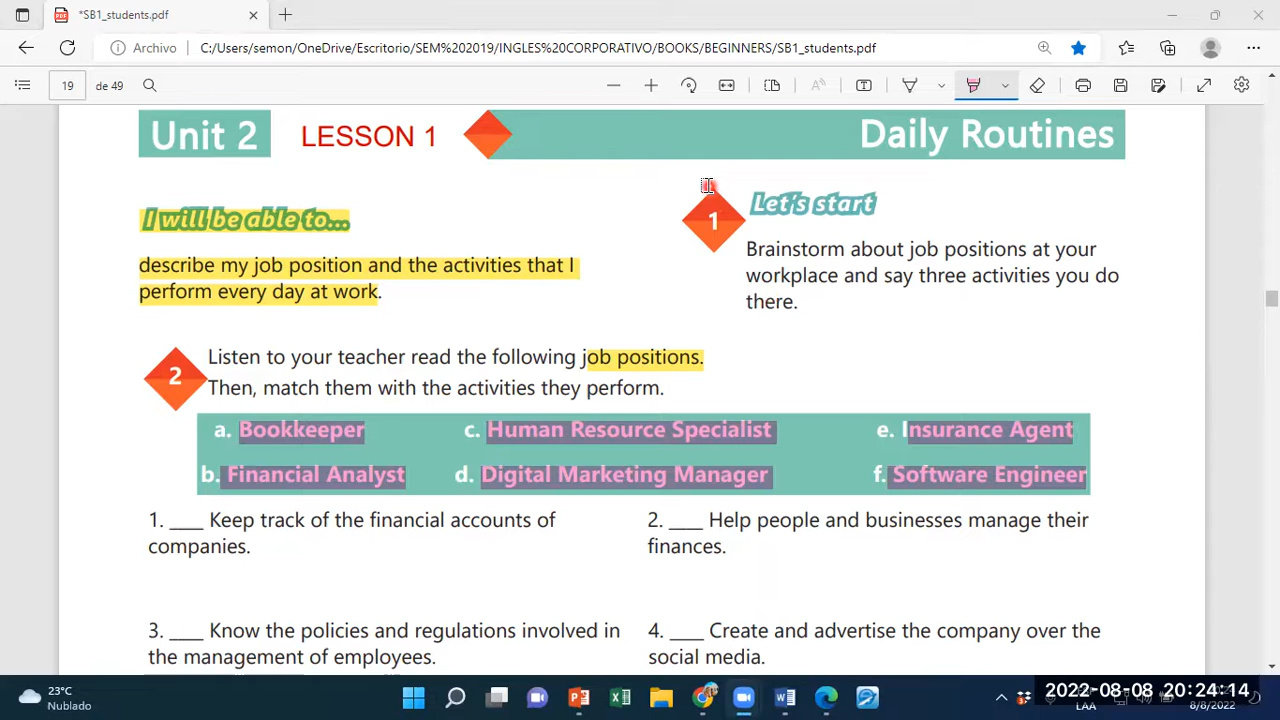 *SB1_students.pdf
Archivo C:/Users/semon/OneDrive/Escritorio/SEM%202019/INGLES%20CORPORATIVO/BOOKS/BEGINNERS/SB1_students.pdf
19 de 49
Unit 2 LESSON 1 Daily Routines
I will be able to...
describe my job position and the activities that I
perform every day at work.
1 Let's start
Brainstorm about job positions at your
workplace and say three activities you do
there.
2 Listen to your teacher read the following job positions.
Then, match them with the activities they perform.
a. Bookkeeper c. Human Resource Specialist e. Insurance Agent
b. Financial Analyst d. Digital Marketing Manager f. Software Engineer
1. ___ Keep track of the financial accounts of
companies.
2. ___ Help people and businesses manage their
finances.
3. ___ Know the policies and regulations involved in
the management of employees.
4. ___ Create and advertise the company over the
social media.
23°C
Nublado
2022-08-08 20:24:14
LAA 8/8/2022